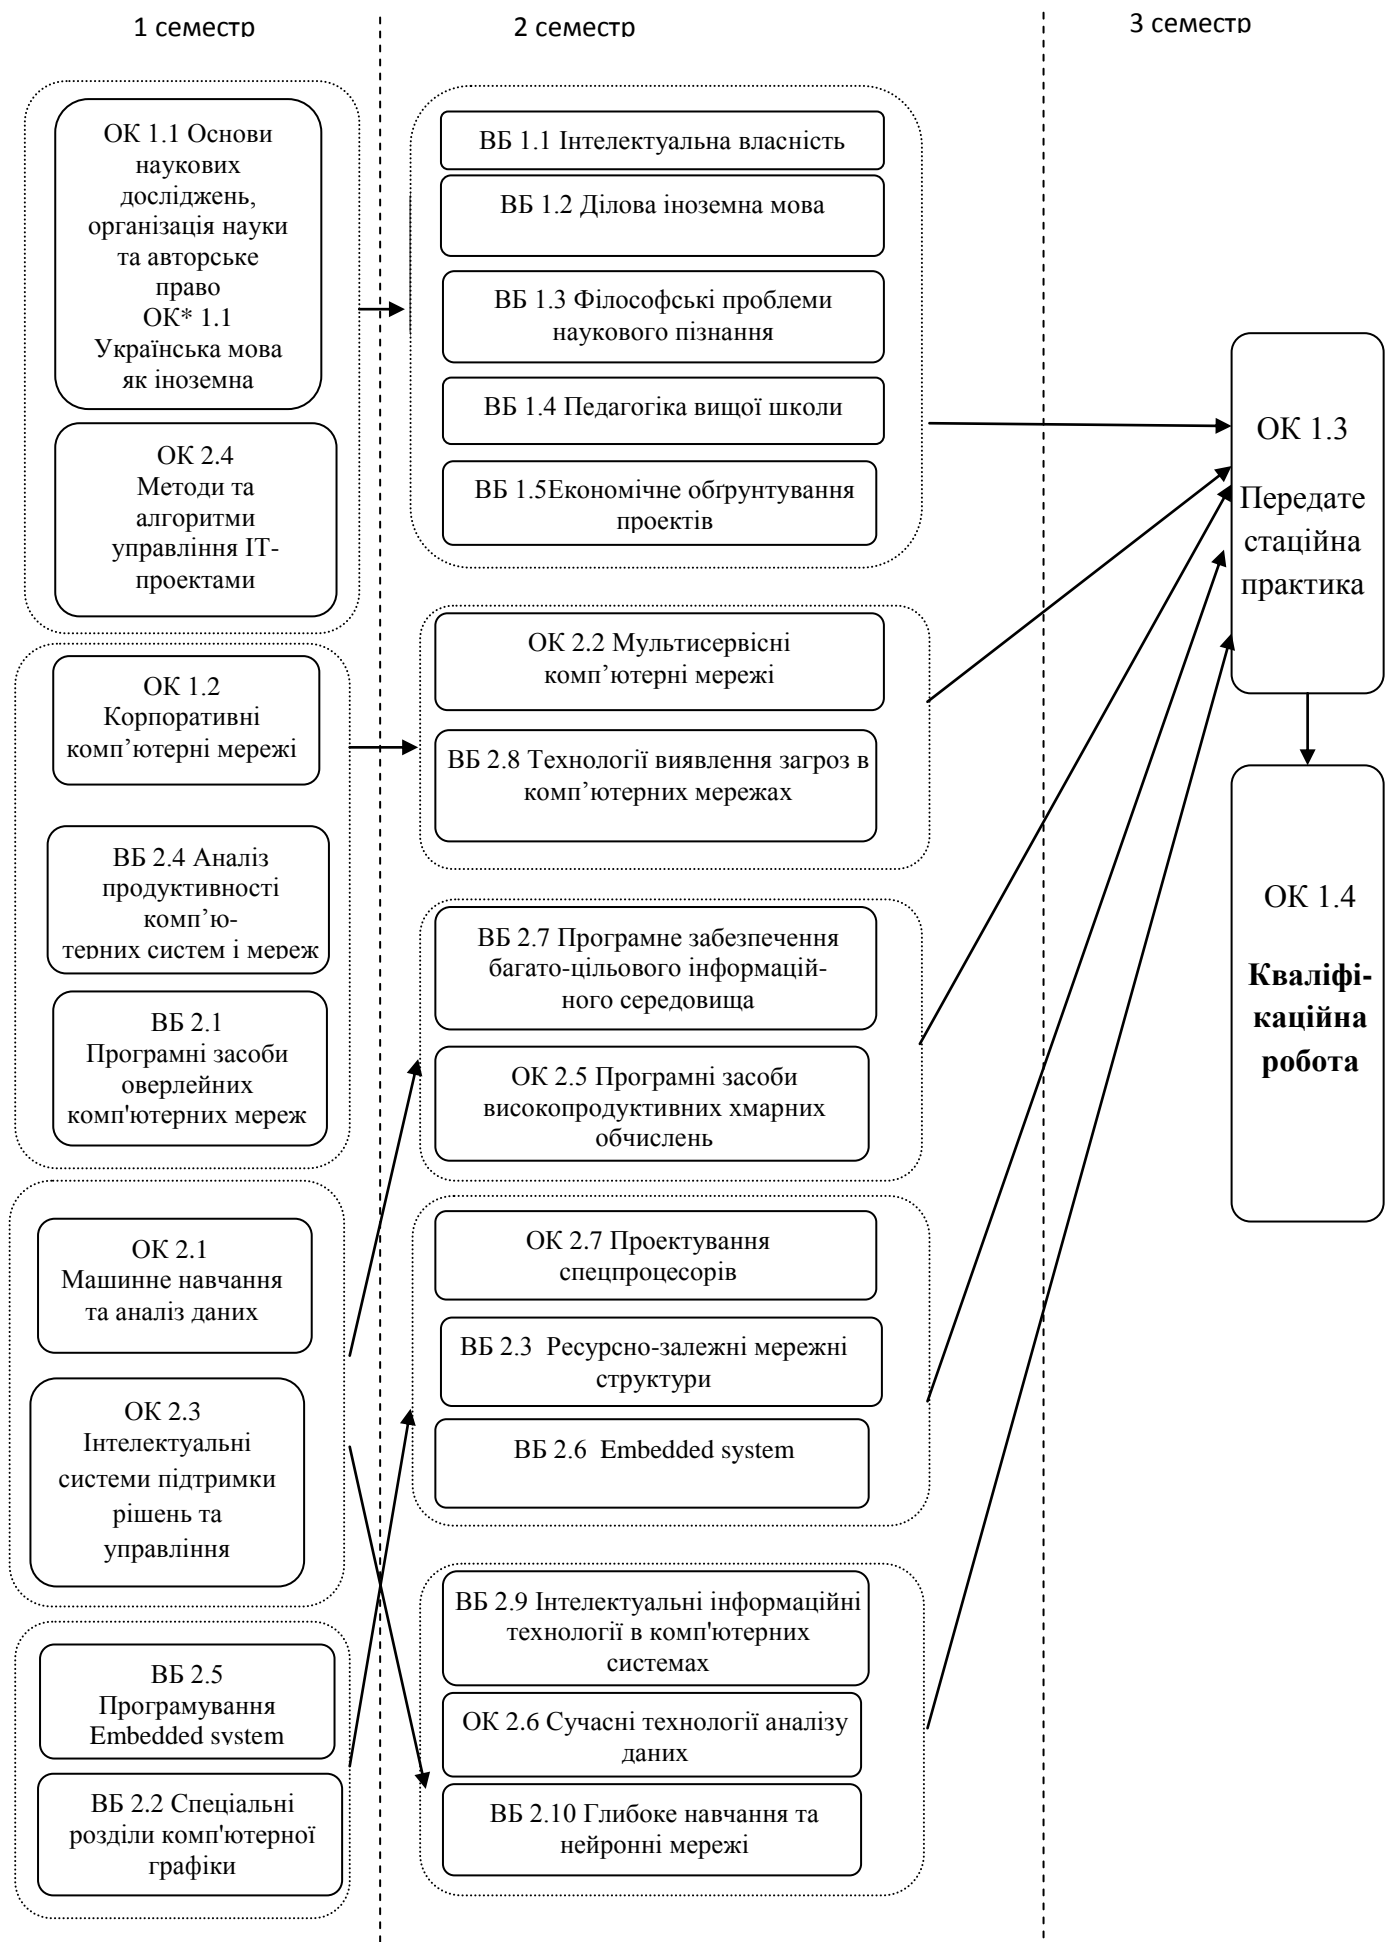 1 семестр
2 семестр
3 семестр
ОК 1.1 Основи
наукових
досліджень,
організація науки
та авторське
право
ОК* 1.1
Українська мова
як іноземна
ОК 2.4
Методи та
алгоритми
управління ІТ-
проектами
ОК 1.2
Корпоративні
комп’ютерні мережі
ВБ 2.4 Аналіз
продуктивності
комп’ю-
терних систем і мереж
ВБ 2.1
Програмні засоби
оверлейних
комп'ютерних мереж
ОК 2.1
Машинне навчання
та аналіз даних
ОК 2.3
Інтелектуальні
системи підтримки
рішень та
управління
ВБ 2.5
Програмування
Embedded system
ВБ 2.2 Спеціальні
розділи комп'ютерної
графіки
ВБ 1.1 Інтелектуальна власність
ВБ 1.2 Ділова іноземна мова
ВБ 1.3 Філософські проблеми
наукового пізнання
ВБ 1.4 Педагогіка вищої школи
ВБ 1.5Економічне обґрунтування
проектів
ОК 2.2 Мультисервісні
комп’ютерні мережі
ВБ 2.8 Технології виявлення загроз в
комп’ютерних мережах
ВБ 2.7 Програмне забезпечення
багато-цільового інформацій-
ного середовища
ОК 2.5 Програмні засоби
високопродуктивних хмарних
обчислень
ОК 2.7 Проектування
спецпроцесорів
ВБ 2.3 Ресурсно-залежні мережні
структури
ВБ 2.6 Embedded system
ВБ 2.9 Інтелектуальні інформаційні
технології в комп'ютерних
системах
ОК 2.6 Сучасні технології аналізу
даних
ВБ 2.10 Глибоке навчання та
нейронні мережі
ОК 1.3
Передате
стаційна
практика
ОК 1.4
Кваліфі-
каційна
робота